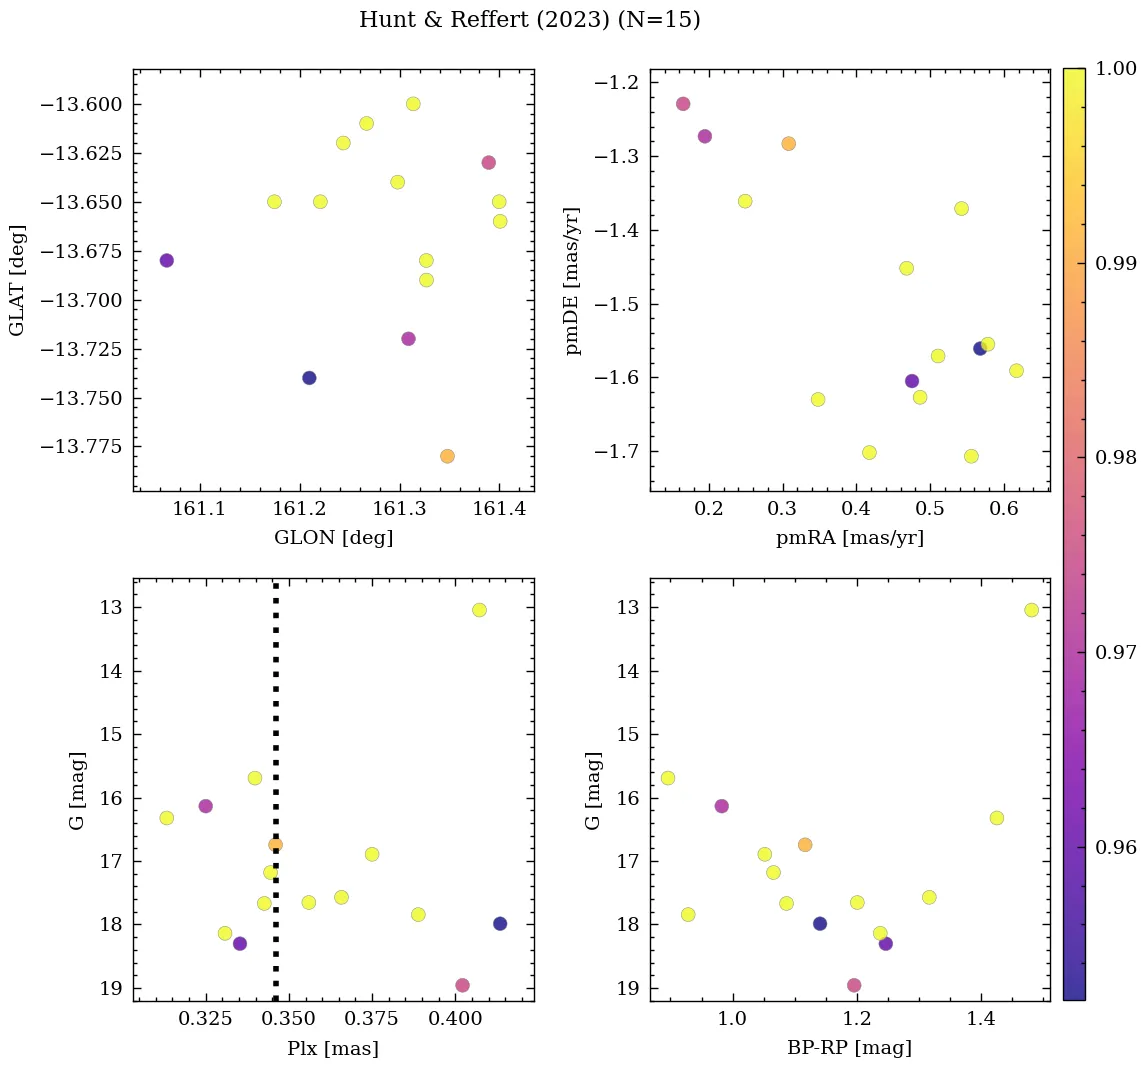 Hunt & Reffert (2023) (N=15)
−13.600
−13.625
−13.650
−13.675
−13.700
−13.725
−13.750
−13.775
GLAT [deg]
161.1 161.2 161.3 161.4
GLON [deg]
−1.2
−1.3
−1.4
−1.5
−1.6
−1.7
pmDE [mas/yr]
0.2 0.3 0.4 0.5 0.6
pmRA [mas/yr]
13
14
15
16
17
18
19
G [mag]
0.325 0.350 0.375 0.400
Plx [mas]
13
14
15
16
17
18
19
G [mag]
1.0 1.2 1.4
BP-RP [mag]
1.00
0.99
0.98
0.97
0.96